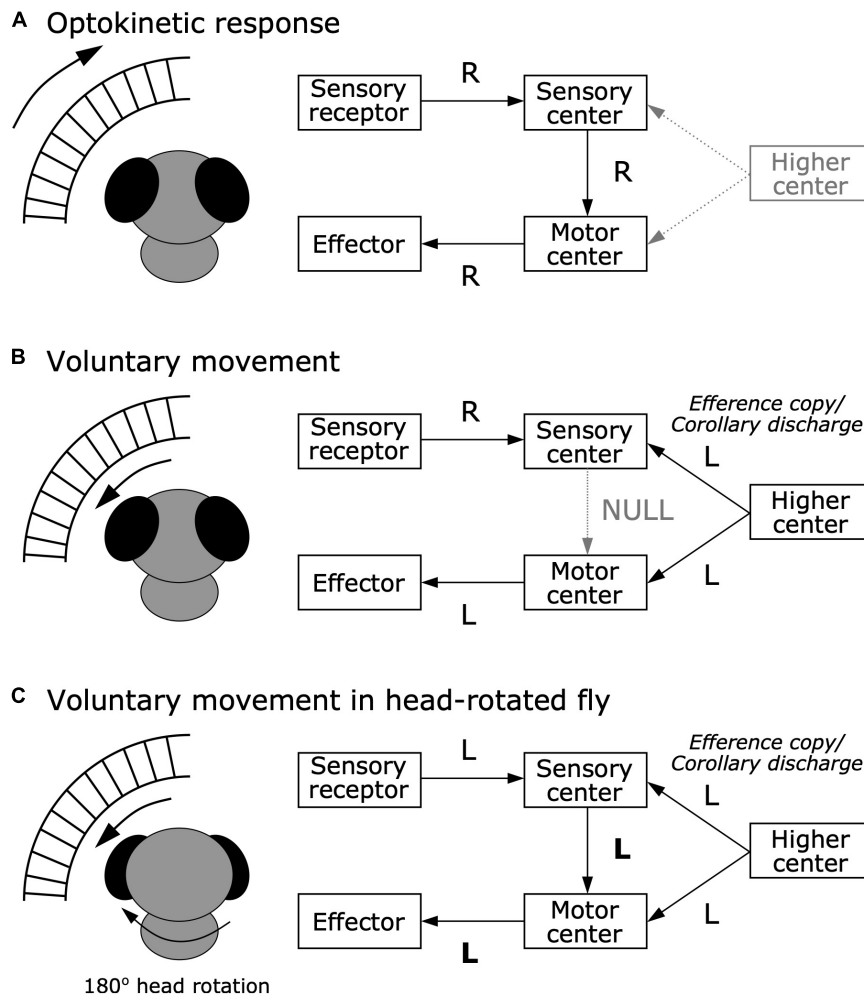 A Optokinetic response
Sensory
receptor
R
Sensory
center
R
Higher
center
Effector
R
Motor
center
B Voluntary movement
Sensory
receptor
R
Sensory
center
Efference copy/
Corollary discharge
L
NULL
Higher
center
Effector
L
Motor
center
L
C Voluntary movement in head-rotated fly
Sensory
receptor
L
Sensory
center
Efference copy/
Corollary discharge
L
L
Higher
center
Effector
L
Motor
center
L
180º head rotation